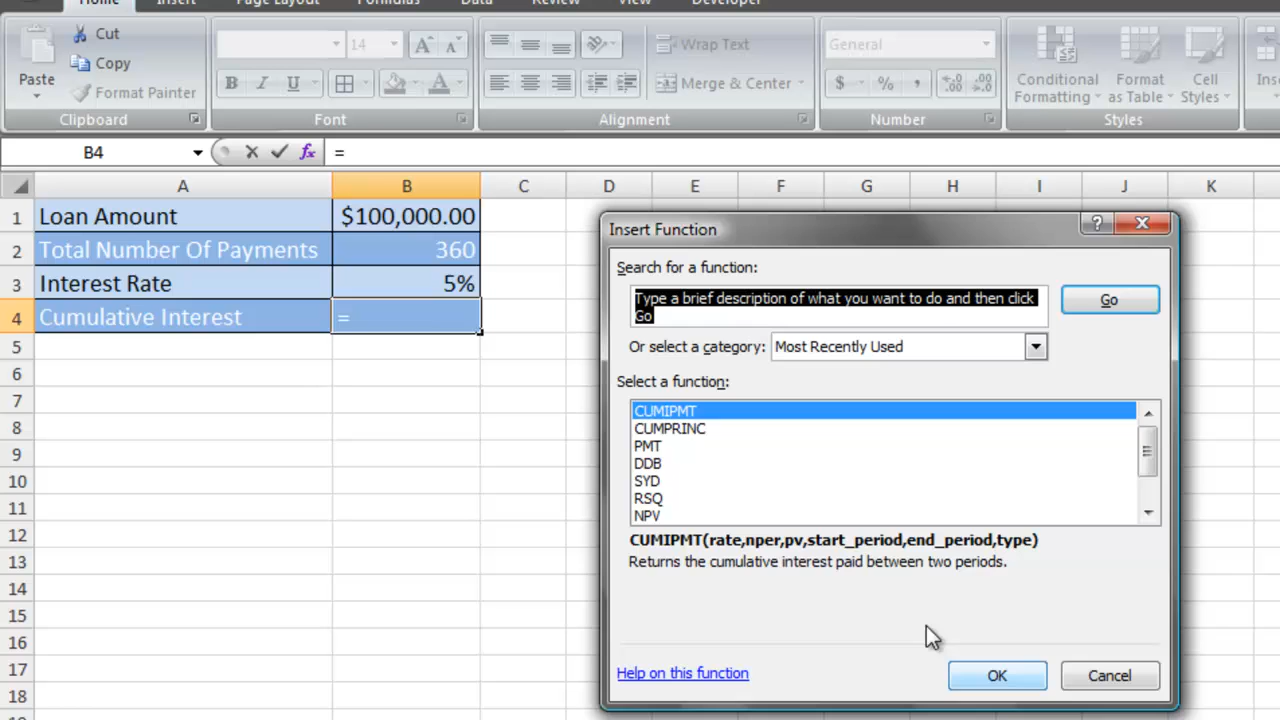 Home Insert Page Layout Formulas Data Review View Developer
Paste
Cut
Copy
Format Painter
Clipboard
14
A A
B I U A
Font
Wrap Text
Merge & Center
Alignment
General
$ % , .0 .00 .00 .0
Number
Conditional Formatting
Format as Table
Cell Styles
Styles
B4 fx =
A B C D E F G H I J K
1 Loan Amount $100,000.00
2 Total Number Of Payments 360
3 Interest Rate 5%
4 Cumulative Interest =
5
6
7
8
9
10
11
12
13
14
15
16
17
18
Insert Function ?
Search for a function:
Type a brief description of what you want to do and then click
Go
Go
Or select a category: Most Recently Used
Select a function:
CUMIPMT
CUMPRINC
PMT
DDB
SYD
RSQ
NPV
CUMIPMT(rate,nper,pv,start_period,end_period,type)
Returns the cumulative interest paid between two periods.
Help on this function OK Cancel